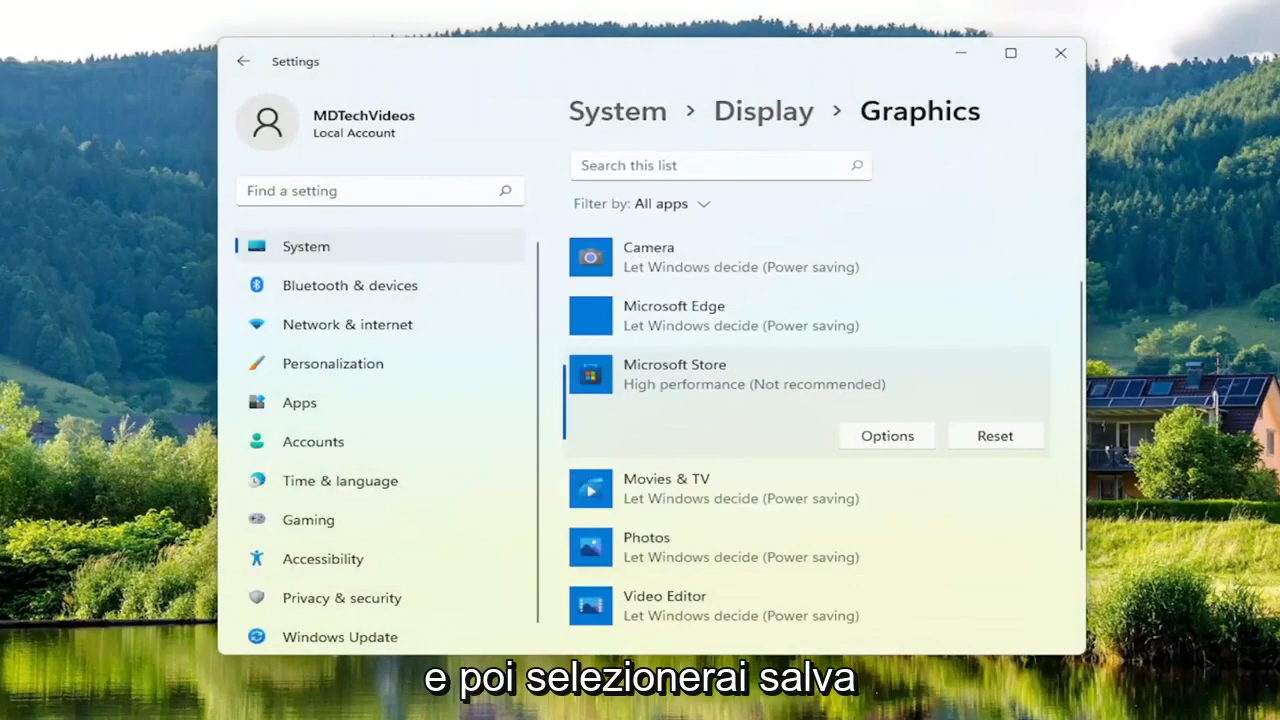 Settings
MDTechVideos
Local Account
Find a setting
System
Bluetooth & devices
Network & internet
Personalization
Apps
Accounts
Time & language
Gaming
Accessibility
Privacy & security
Windows Update
System > Display > Graphics
Search this list
Filter by: All apps
Camera
Let Windows decide (Power saving)
Microsoft Edge
Let Windows decide (Power saving)
Microsoft Store
High performance (Not recommended)
Options Reset
Movies & TV
Let Windows decide (Power saving)
Photos
Let Windows decide (Power saving)
Video Editor
Let Windows decide (Power saving)
e poi selezionerai salva